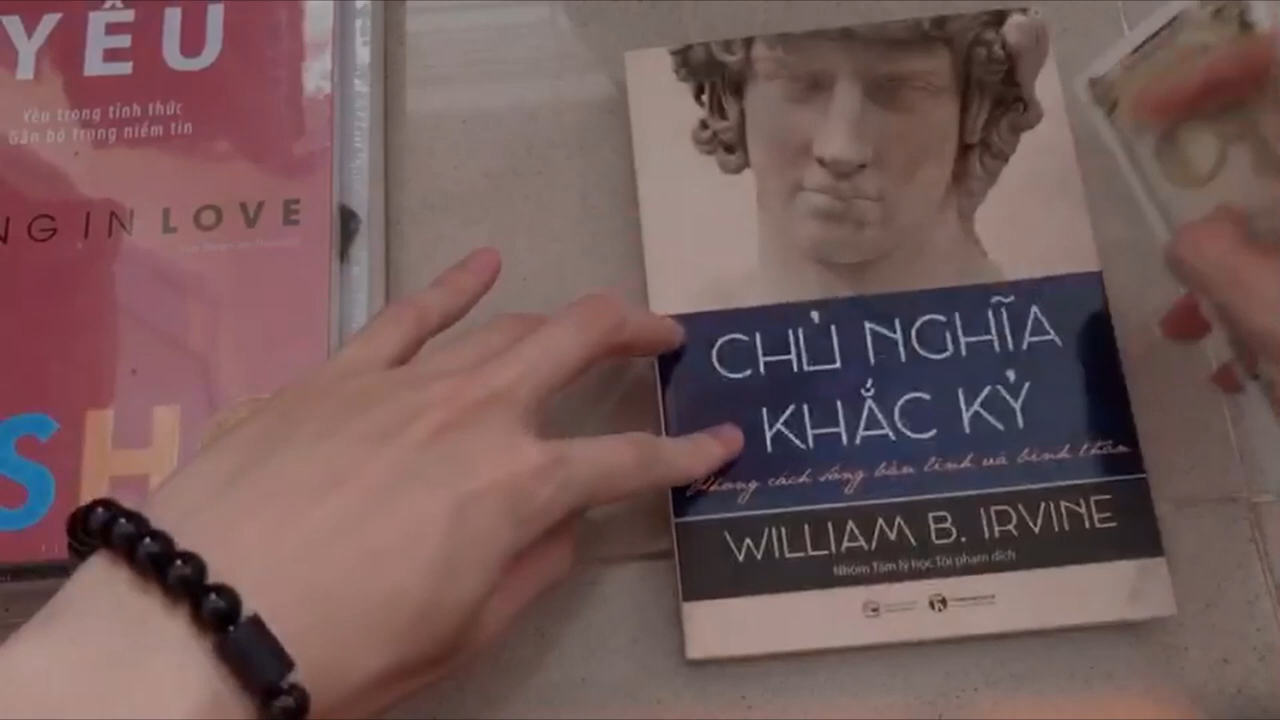 YÊU
Yêu trong tỉnh thức
Gắn bó trong niềm tin
NG IN LOVE
SH
CHỦ NGHĨA
KHẮC KỶ
Phong cách sống bản lĩnh và bình thản
WILLIAM B. IRVINE
Nhóm Tâm lý học Tội phạm dịch